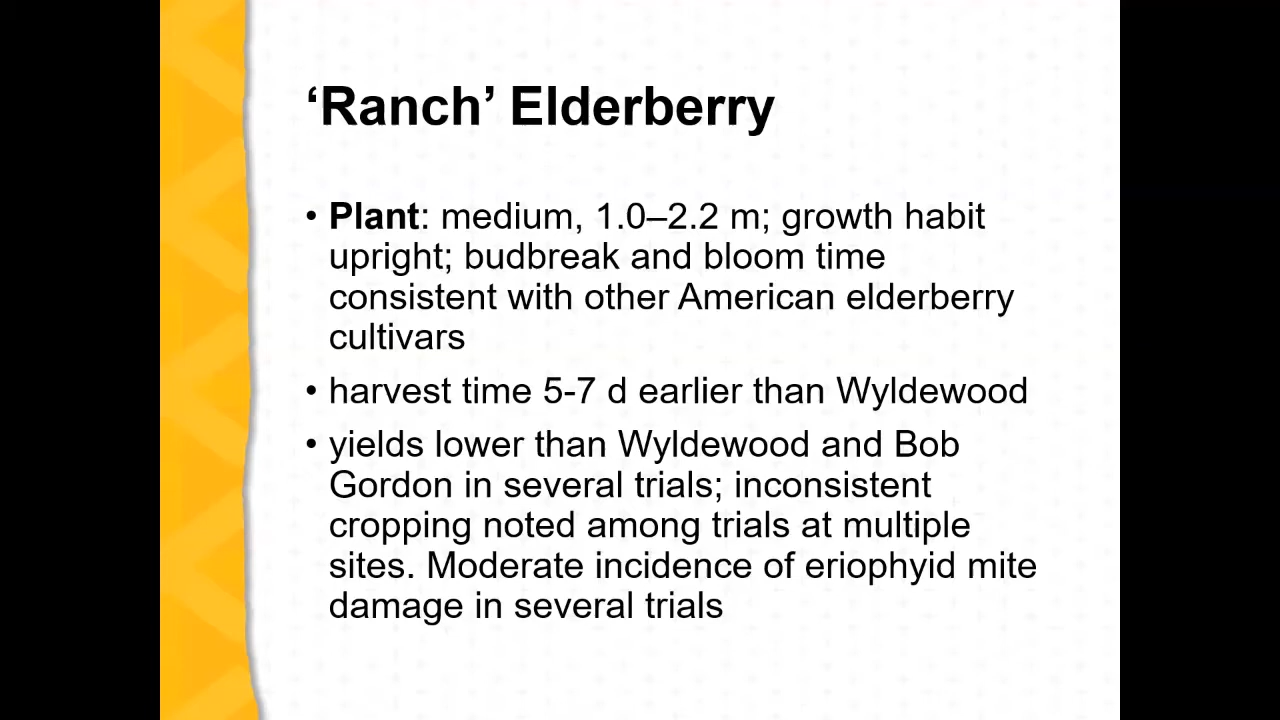 ‘Ranch’ Elderberry
• Plant: medium, 1.0–2.2 m; growth habit
upright; budbreak and bloom time
consistent with other American elderberry
cultivars
• harvest time 5-7 d earlier than Wyldewood
• yields lower than Wyldewood and Bob
Gordon in several trials; inconsistent
cropping noted among trials at multiple
sites. Moderate incidence of eriophyid mite
damage in several trials